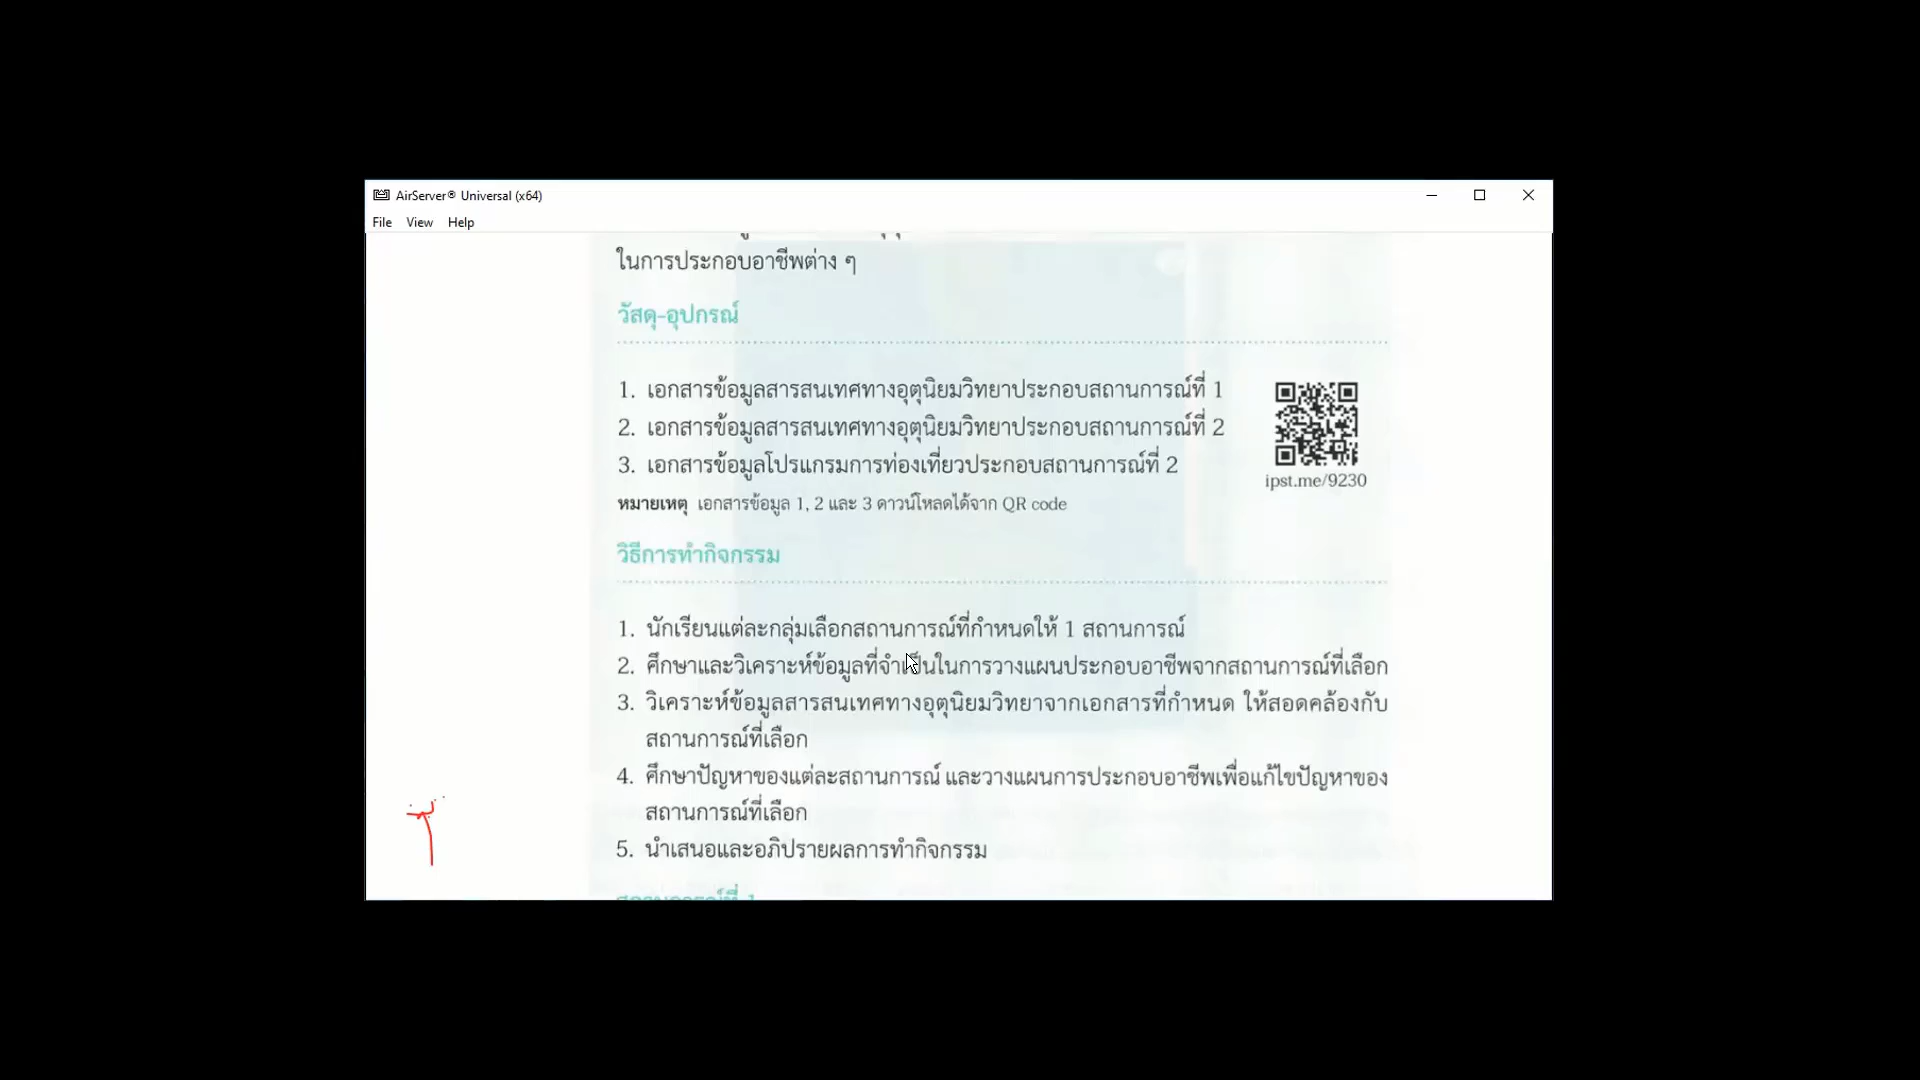 AirServer® Universal (x64)
File View Help
ในการประกอบอาชีพต่าง ๆ
วัสดุ-อุปกรณ์
1. เอกสารข้อมูลสารสนเทศทางอุตุนิยมวิทยาประกอบสถานการณ์ที่ 1
2. เอกสารข้อมูลสารสนเทศทางอุตุนิยมวิทยาประกอบสถานการณ์ที่ 2
3. เอกสารข้อมูลโปรแกรมการท่องเที่ยวประกอบสถานการณ์ที่ 2
ipst.me/9230
หมายเหตุ เอกสารข้อมูล 1, 2 และ 3 ดาวน์โหลดได้จาก QR code
วิธีการทำกิจกรรม
1. นักเรียนแต่ละกลุ่มเลือกสถานการณ์ที่กำหนดให้ 1 สถานการณ์
2. ศึกษาและวิเคราะห์ข้อมูลที่จำเป็นในการวางแผนประกอบอาชีพจากสถานการณ์ที่เลือก
3. วิเคราะห์ข้อมูลสารสนเทศทางอุตุนิยมวิทยาจากเอกสารที่กำหนด ให้สอดคล้องกับ
สถานการณ์ที่เลือก
4. ศึกษาปัญหาของแต่ละสถานการณ์ และวางแผนการประกอบอาชีพเพื่อแก้ไขปัญหาของ
สถานการณ์ที่เลือก
5. นำเสนอและอภิปรายผลการทำกิจกรรม
สถานการณ์ที่ 1